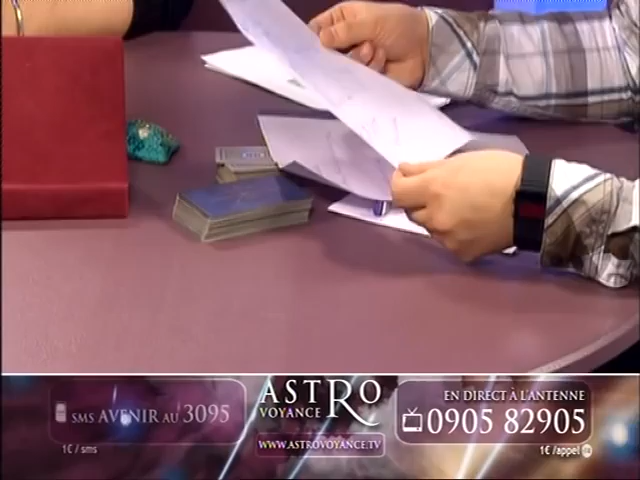 SMS AVENIR AU 3095
1€ / sms
ASTRO
VOYANCE
WWW.ASTROVOYANCE.TV
EN DIRECT À L'ANTENNE
0905 82905
1€ /appel